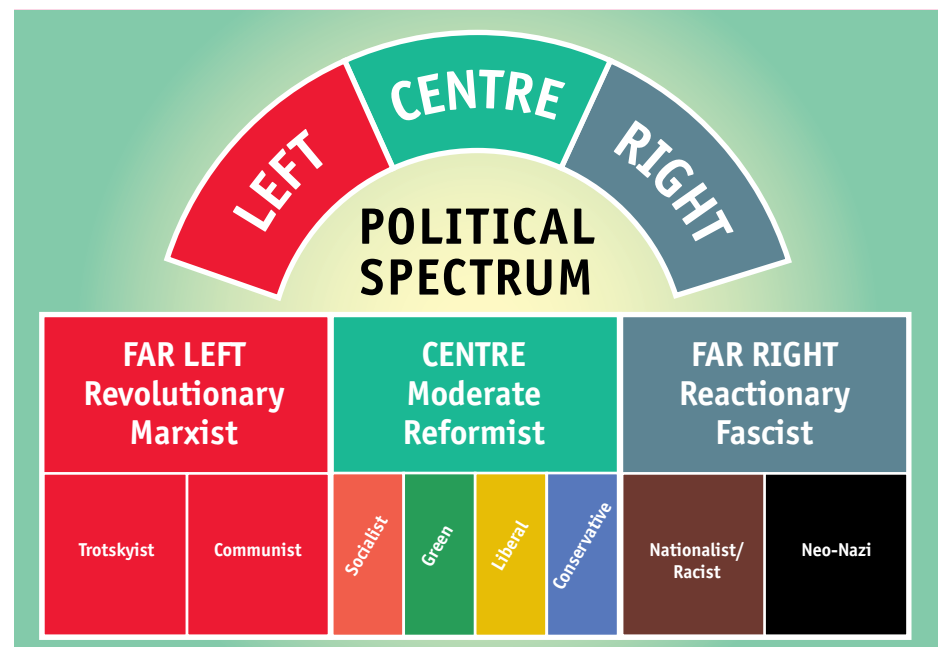 LEFT
CENTRE
RIGHT
POLITICAL
SPECTRUM
FAR LEFT
Revolutionary
Marxist
CENTRE
Moderate
Reformist
FAR RIGHT
Reactionary
Fascist
Trotskyist
Communist
Socialist
Green
Liberal
Conservative
Nationalist/
Racist
Neo-Nazi